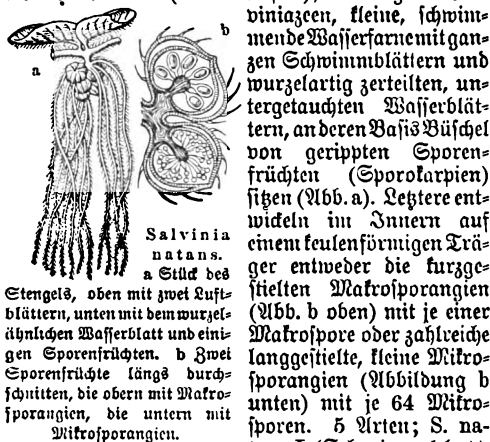 a
b
Salvinia
natans.
a Stück des
Stengels, oben mit zwei Luft-
blättern, unten mit dem wurzel-
ähnlichen Wasserblatt und eini-
gen Sporenfrüchten. b Zwei
Sporenfrüchte längs durch-
schnitten, die obern mit Makro-
sporangien, die untern mit
Mikrosporangien.
viniazeen, kleine, schwim-
mende Wasserfarne mit gan-
zen Schwimmblättern und
wurzelartig zerteilten, un-
tergetauchten Wasserblät-
tern, an deren Basis Büschel
von gerippten Sporen-
früchten (Sporokarpien)
sitzen (Abb. a). Letztere ent-
wickeln im Innern auf
einem keulenförmigen Trä-
ger entweder die kurzge-
stielten Makrosporangien
(Abb. b oben) mit je einer
Makrospore oder zahlreiche
langgestielte, kleine Mikro-
sporangien (Abbildung b
unten) mit je 64 Mikro-
sporen. 5 Arten; S. na-